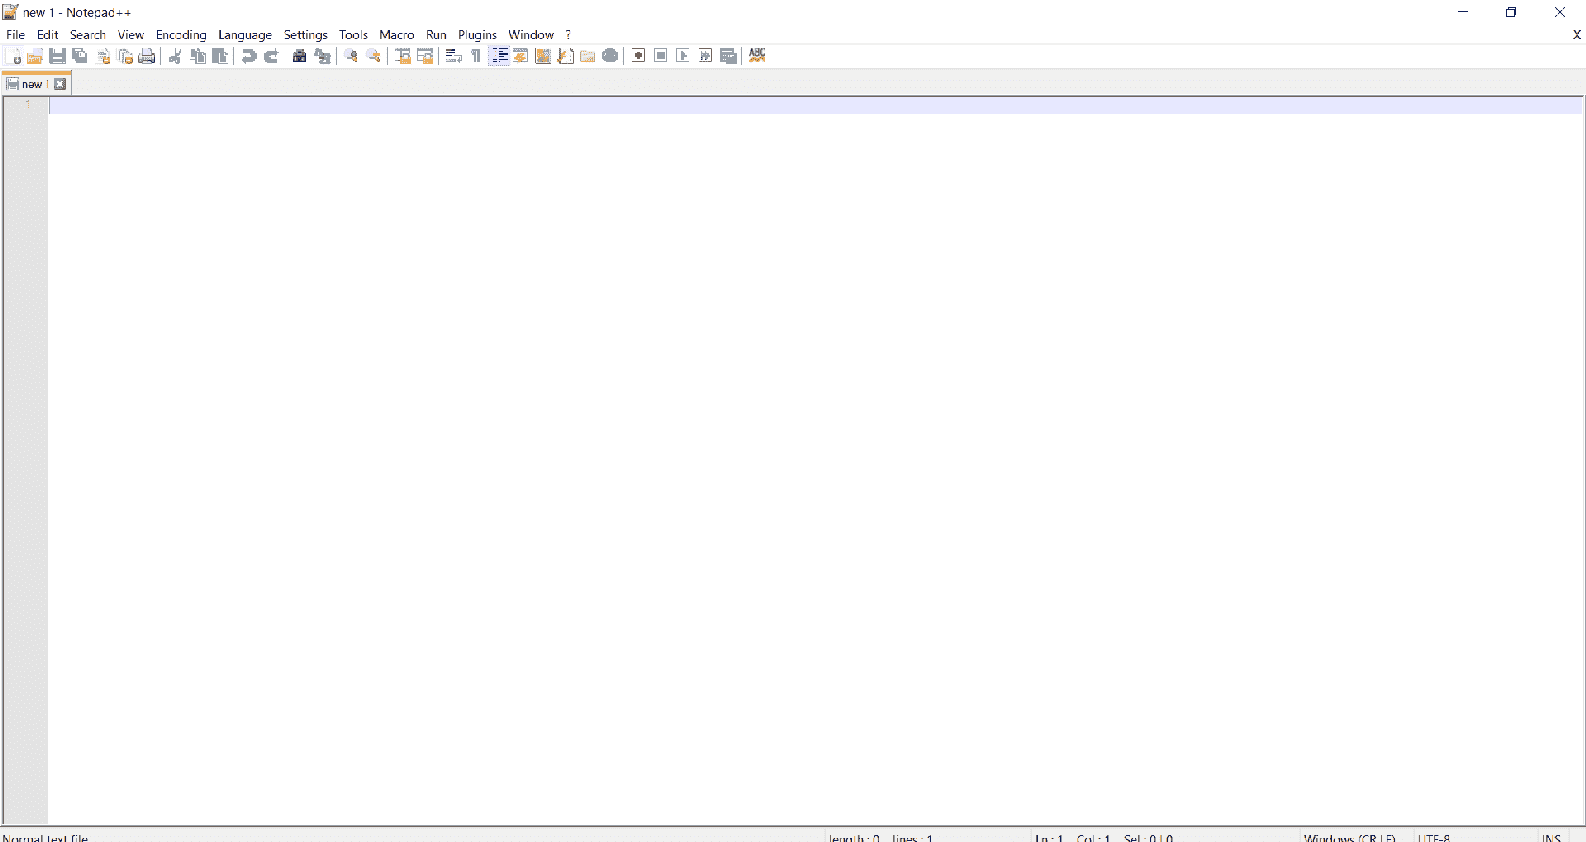 new 1 - Notepad++
File Edit Search View Encoding Language Settings Tools Macro Run Plugins Window ? X
ABC
new 1
1
Normal text file length : 0 lines : 1 Ln : 1 Col : 1 Sel : 0 | 0 Windows (CR LF) UTF-8 INS